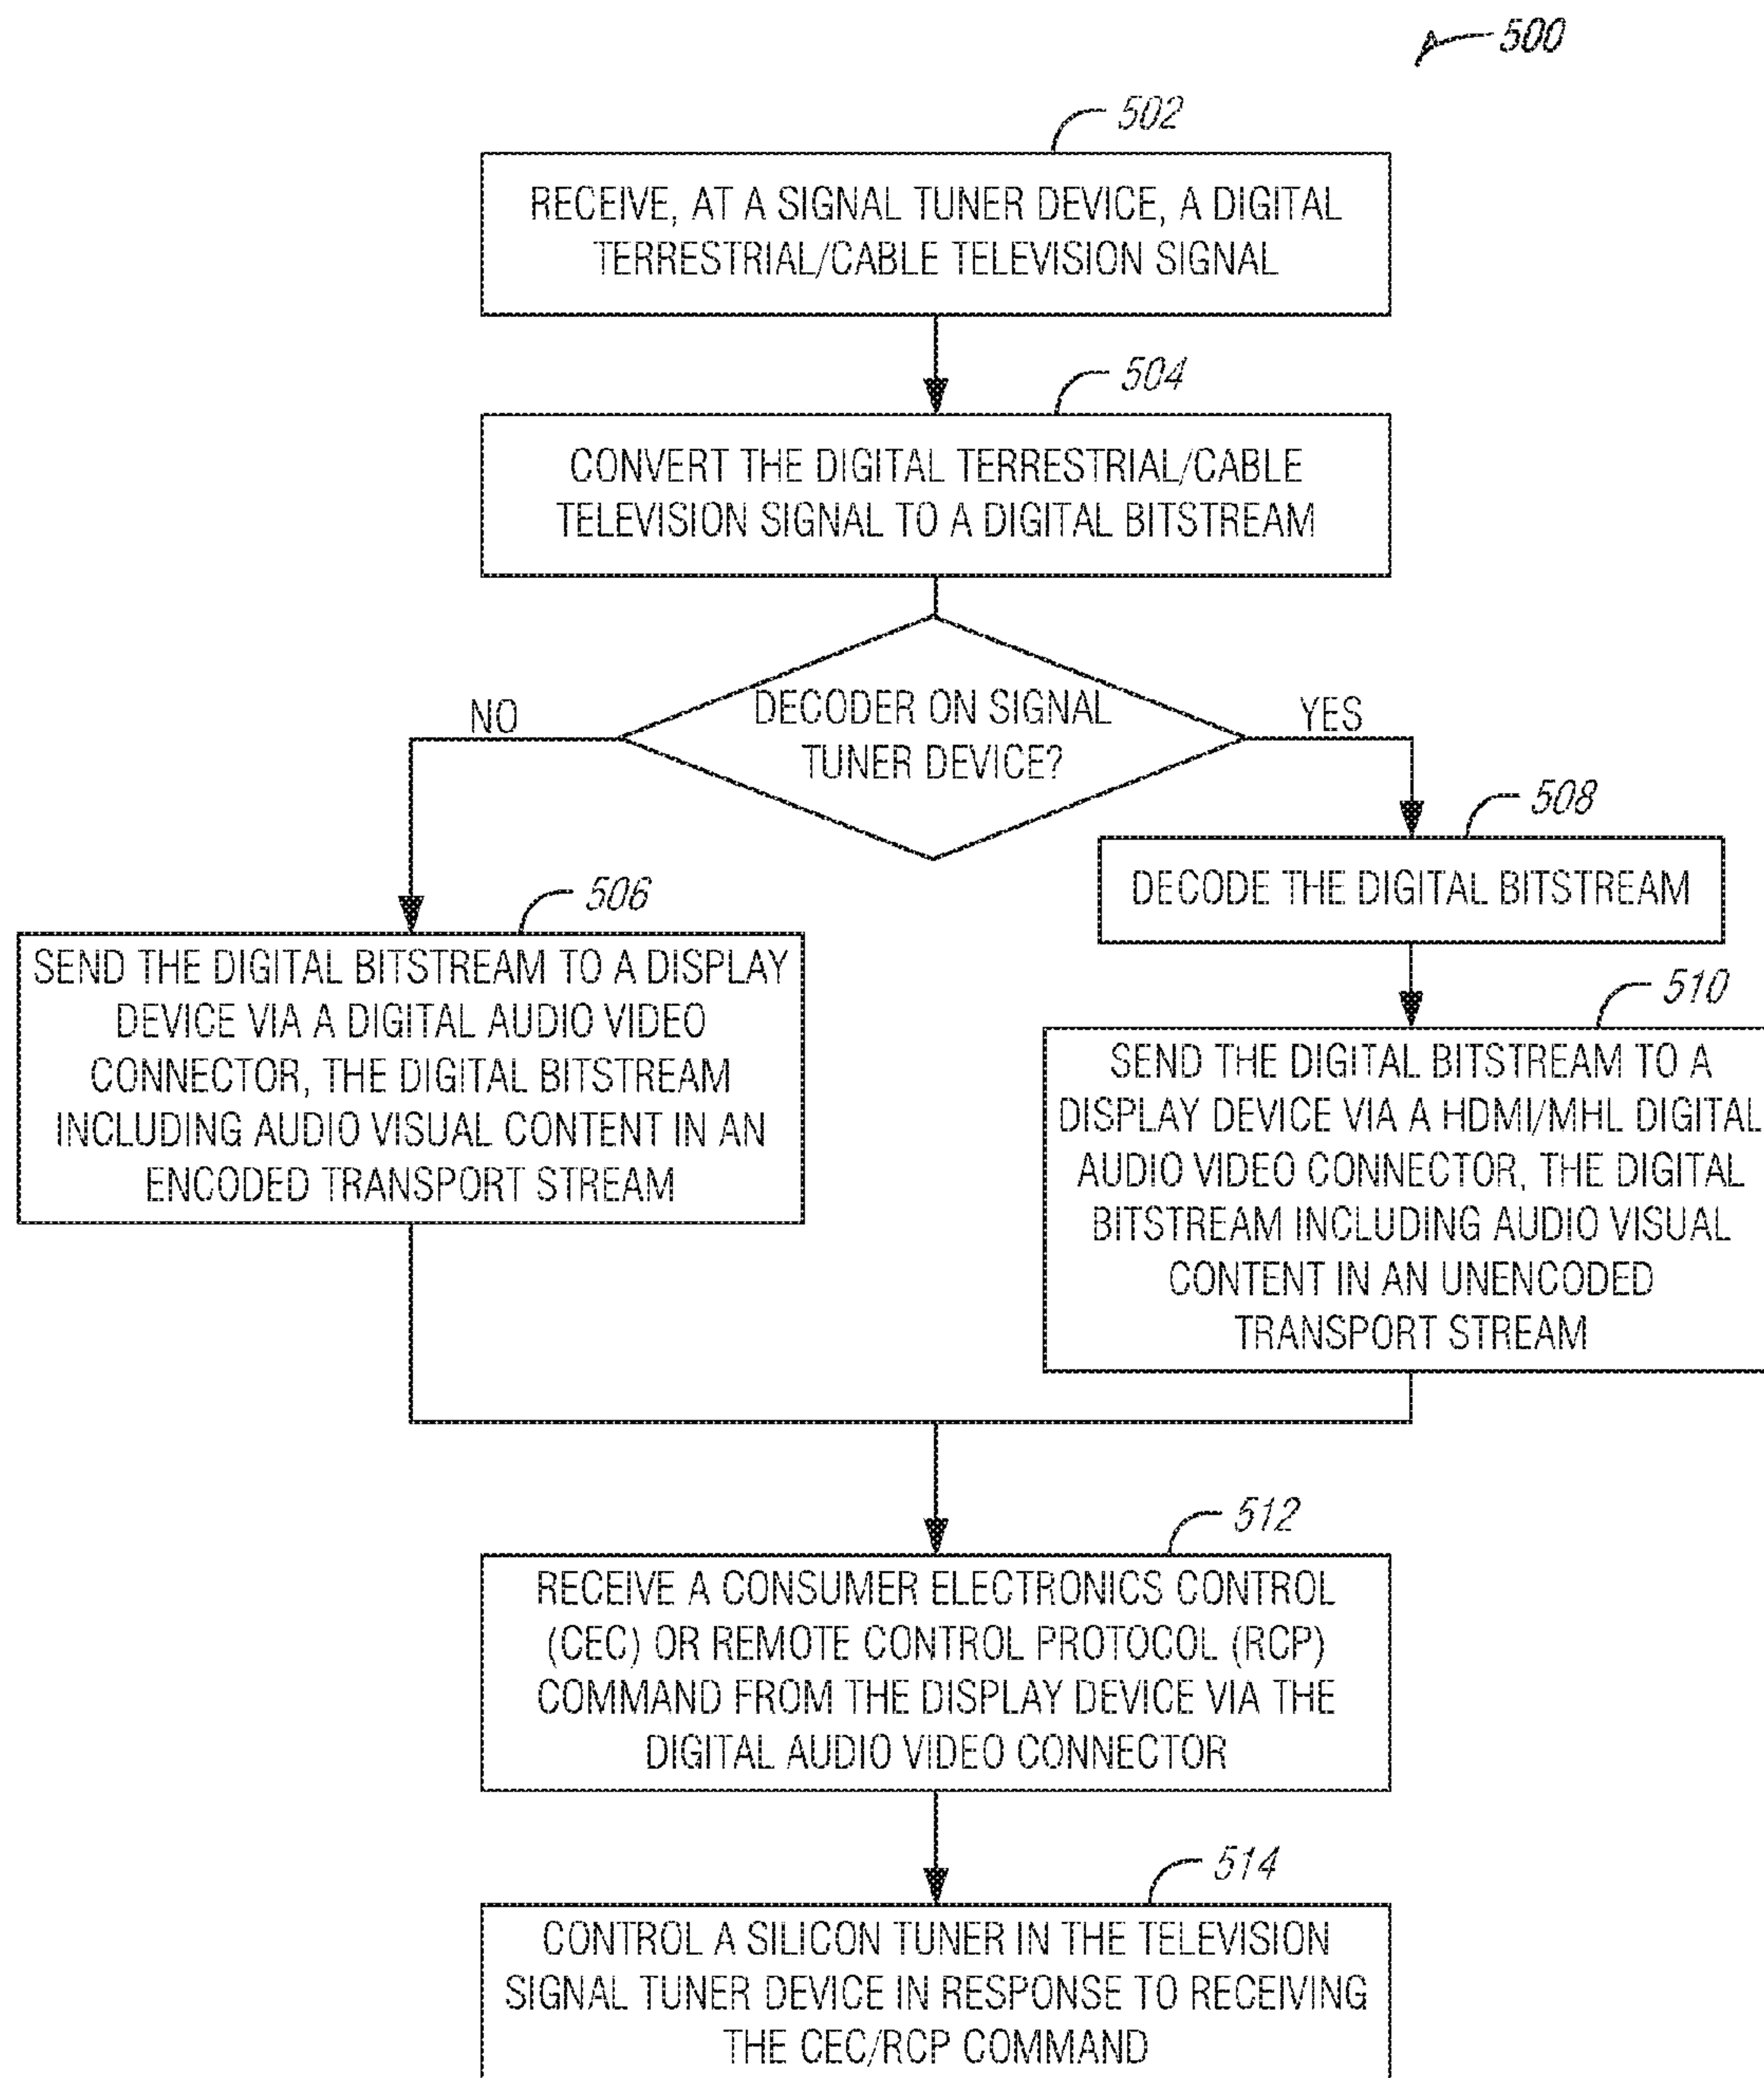 500
502
RECEIVE, AT A SIGNAL TUNER DEVICE, A DIGITAL
TERRESTRIAL/CABLE TELEVISION SIGNAL
504
CONVERT THE DIGITAL TERRESTRIAL/CABLE
TELEVISION SIGNAL TO A DIGITAL BITSTREAM
DECODER ON SIGNAL
TUNER DEVICE?
NO
YES
506
SEND THE DIGITAL BITSTREAM TO A DISPLAY
DEVICE VIA A DIGITAL AUDIO VIDEO
CONNECTOR, THE DIGITAL BITSTREAM
INCLUDING AUDIO VISUAL CONTENT IN AN
ENCODED TRANSPORT STREAM
508
DECODE THE DIGITAL BITSTREAM
510
SEND THE DIGITAL BITSTREAM TO A
DISPLAY DEVICE VIA A HDMI/MHL DIGITAL
AUDIO VIDEO CONNECTOR, THE DIGITAL
BITSTREAM INCLUDING AUDIO VISUAL
CONTENT IN AN UNENCODED
TRANSPORT STREAM
512
RECEIVE A CONSUMER ELECTRONICS CONTROL
(CEC) OR REMOTE CONTROL PROTOCOL (RCP)
COMMAND FROM THE DISPLAY DEVICE VIA THE
DIGITAL AUDIO VIDEO CONNECTOR
514
CONTROL A SILICON TUNER IN THE TELEVISION
SIGNAL TUNER DEVICE IN RESPONSE TO RECEIVING
THE CEC/RCP COMMAND